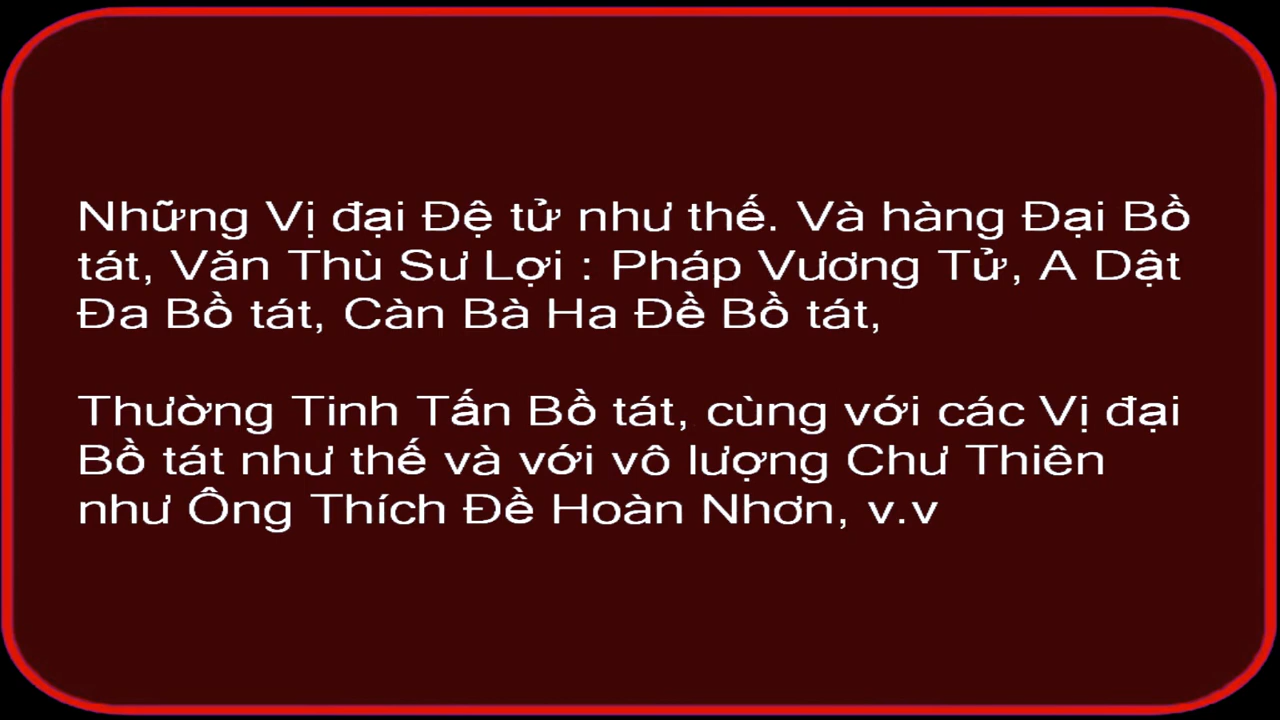 Những Vị đại Đệ tử như thế. Và hàng Đại Bồ
tát, Văn Thù Sư Lợi : Pháp Vương Tử, A Dật
Đa Bồ tát, Càn Bà Ha Đề Bồ tát,
Thường Tinh Tấn Bồ tát, cùng với các Vị đại
Bồ tát như thế và với vô lượng Chư Thiên
như Ông Thích Đề Hoàn Nhơn, v.v